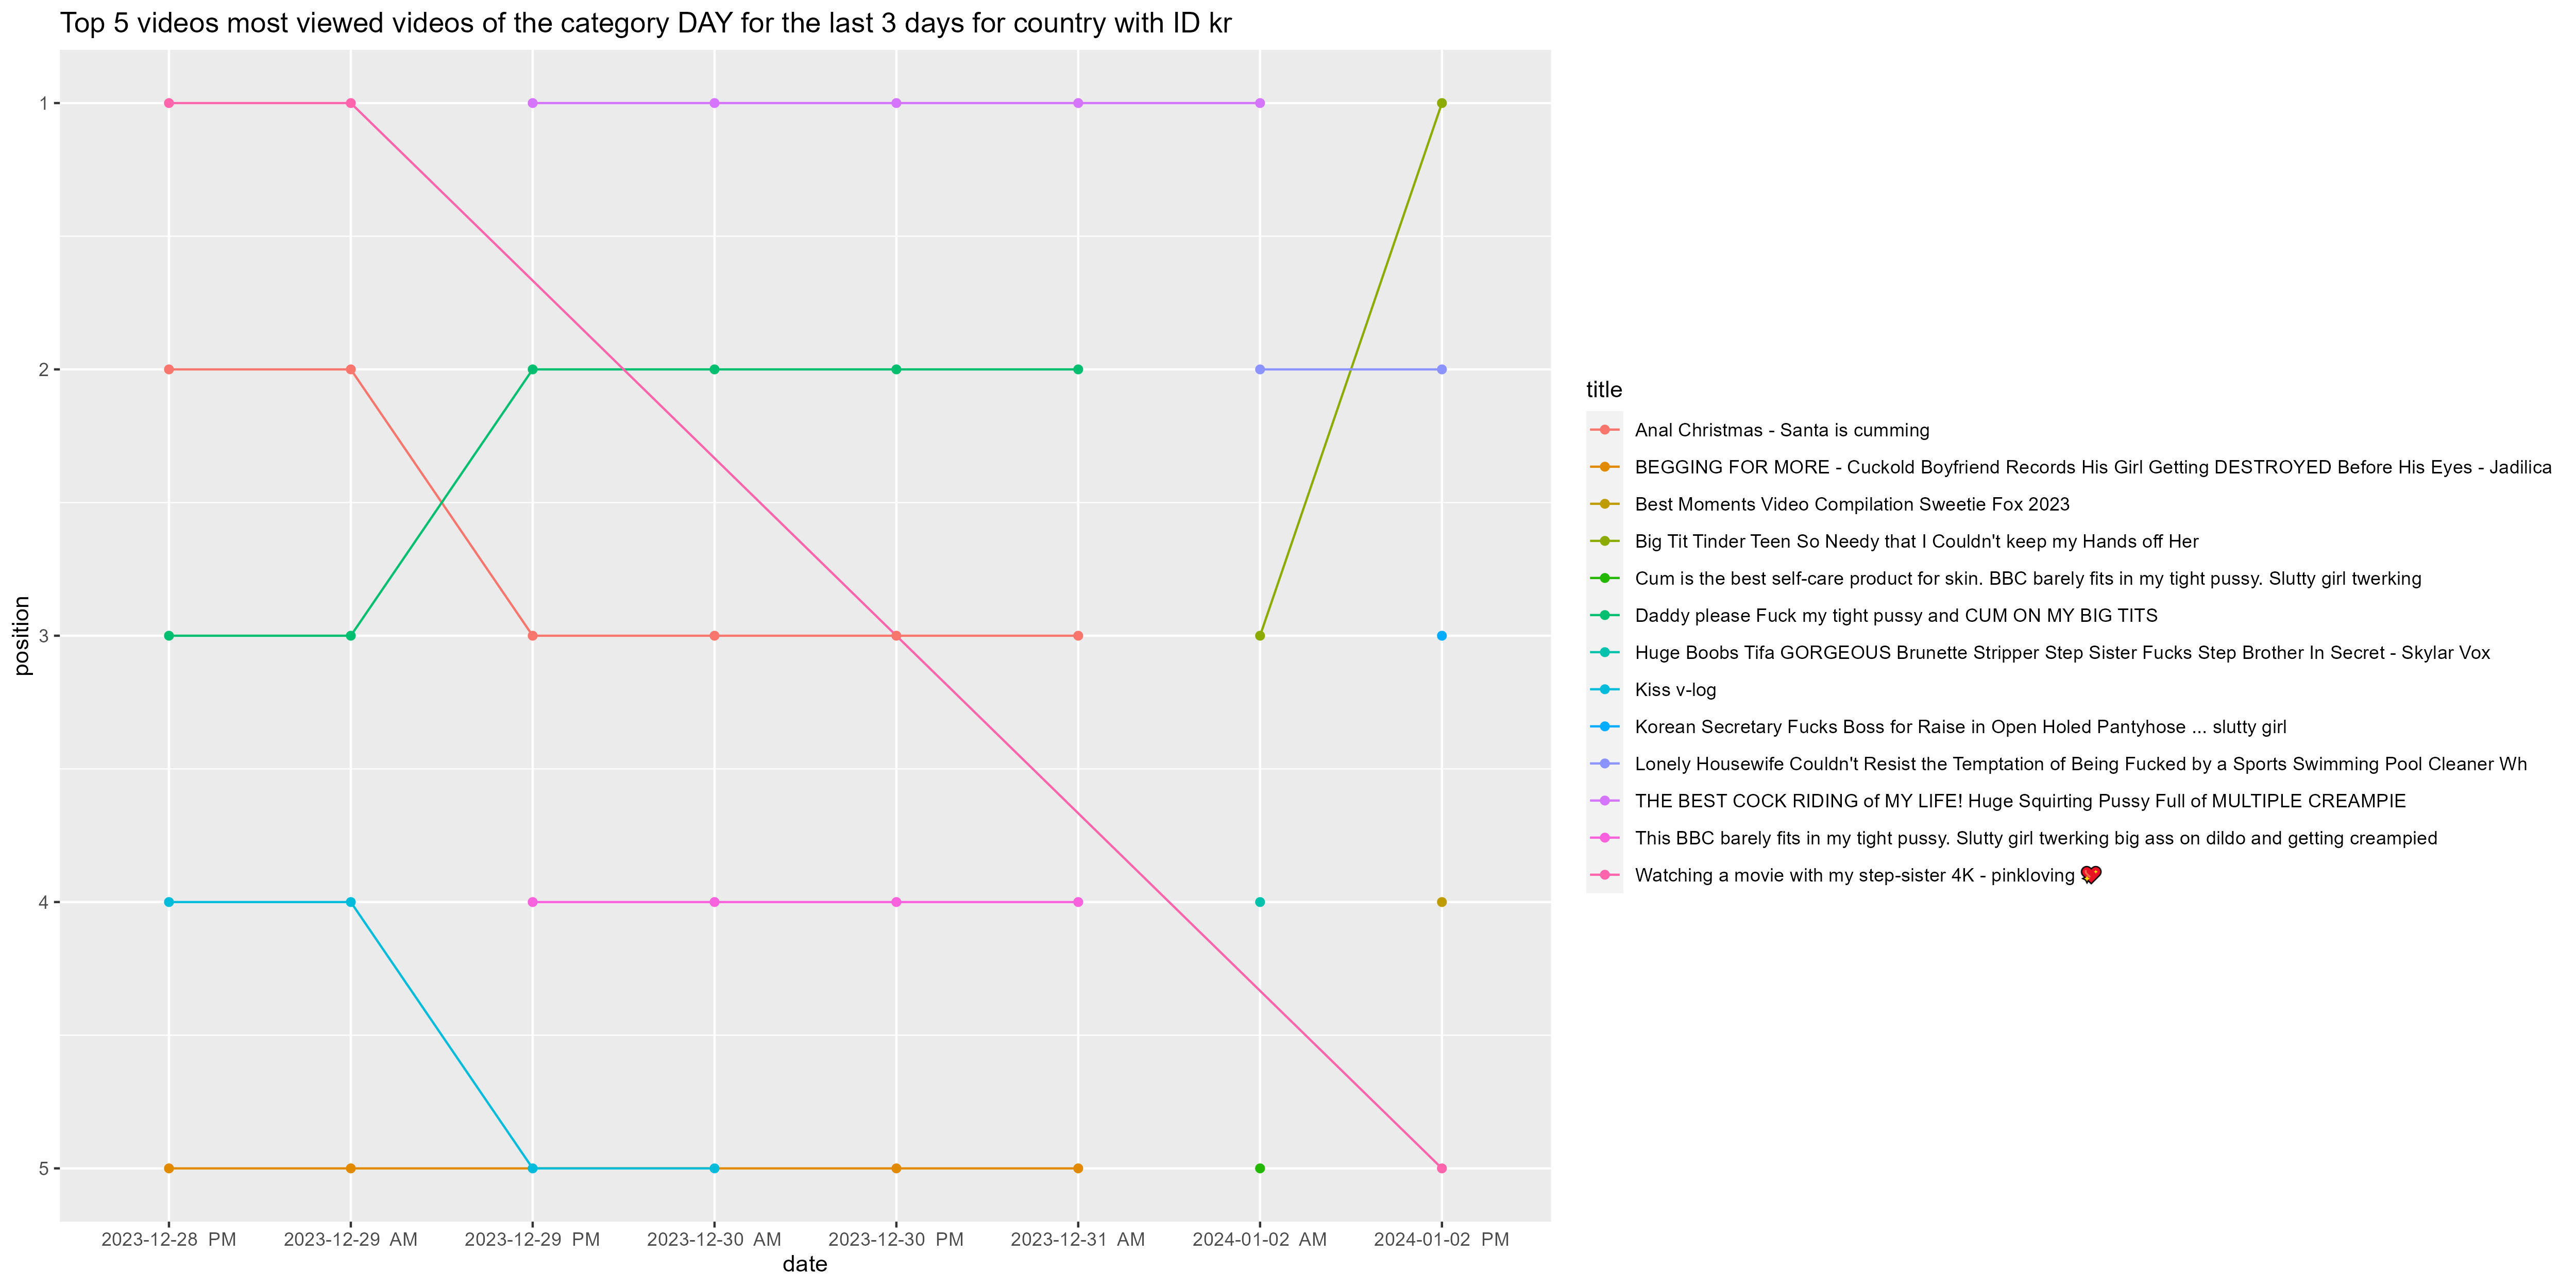 Top 5 videos most viewed videos of the category DAY for the last 3 days for country with ID kr
position
1
2
3
4
5
2023-12-28 PM
2023-12-29 AM
2023-12-29 PM
2023-12-30 AM
2023-12-30 PM
2023-12-31 AM
2024-01-02 AM
2024-01-02 PM
date
title
Anal Christmas - Santa is cumming
BEGGING FOR MORE - Cuckold Boyfriend Records His Girl Getting DESTROYED Before His Eyes - Jadilica
Best Moments Video Compilation Sweetie Fox 2023
Big Tit Tinder Teen So Needy that I Couldn't keep my Hands off Her
Cum is the best self-care product for skin. BBC barely fits in my tight pussy. Slutty girl twerking
Daddy please Fuck my tight pussy and CUM ON MY BIG TITS
Huge Boobs Tifa GORGEOUS Brunette Stripper Step Sister Fucks Step Brother In Secret - Skylar Vox
Kiss v-log
Korean Secretary Fucks Boss for Raise in Open Holed Pantyhose ... slutty girl
Lonely Housewife Couldn't Resist the Temptation of Being Fucked by a Sports Swimming Pool Cleaner Wh
THE BEST COCK RIDING of MY LIFE! Huge Squirting Pussy Full of MULTIPLE CREAMPIE
This BBC barely fits in my tight pussy. Slutty girl twerking big ass on dildo and getting creampied
Watching a movie with my step-sister 4K - pinkloving 💖